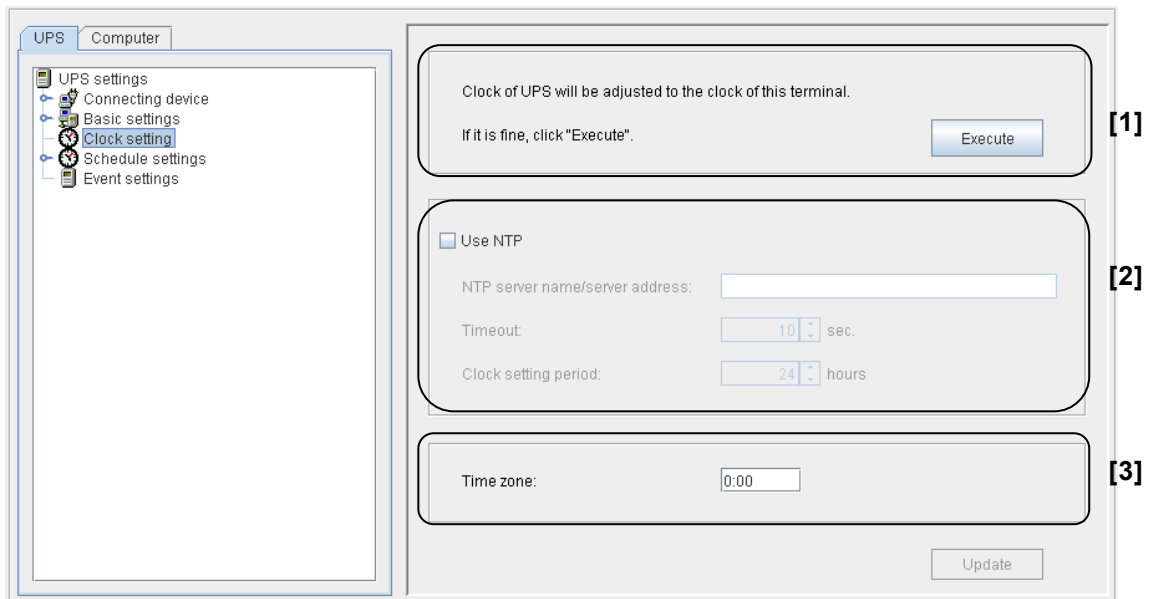 UPS
Computer
UPS settings
Connecting device
Basic settings
Clock setting
Schedule settings
Event settings
Clock of UPS will be adjusted to the clock of this terminal.
If it is fine, click "Execute".
Execute
[1]
Use NTP
NTP server name/server address:
Timeout: 10 sec.
Clock setting period: 24 hours
[2]
Time zone: 0:00
[3]
Update